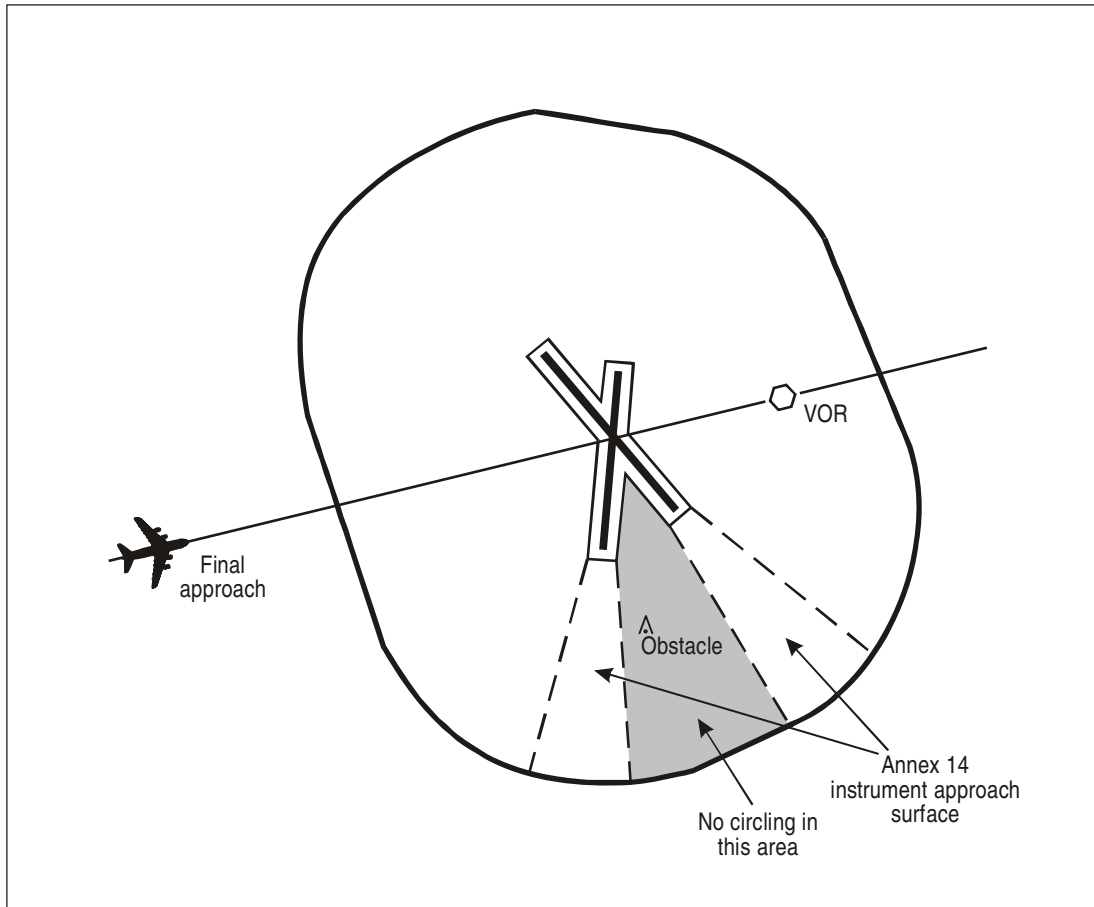 VOR
Final
approach
Obstacle
Annex 14
instrument approach
surface
No circling in
this area